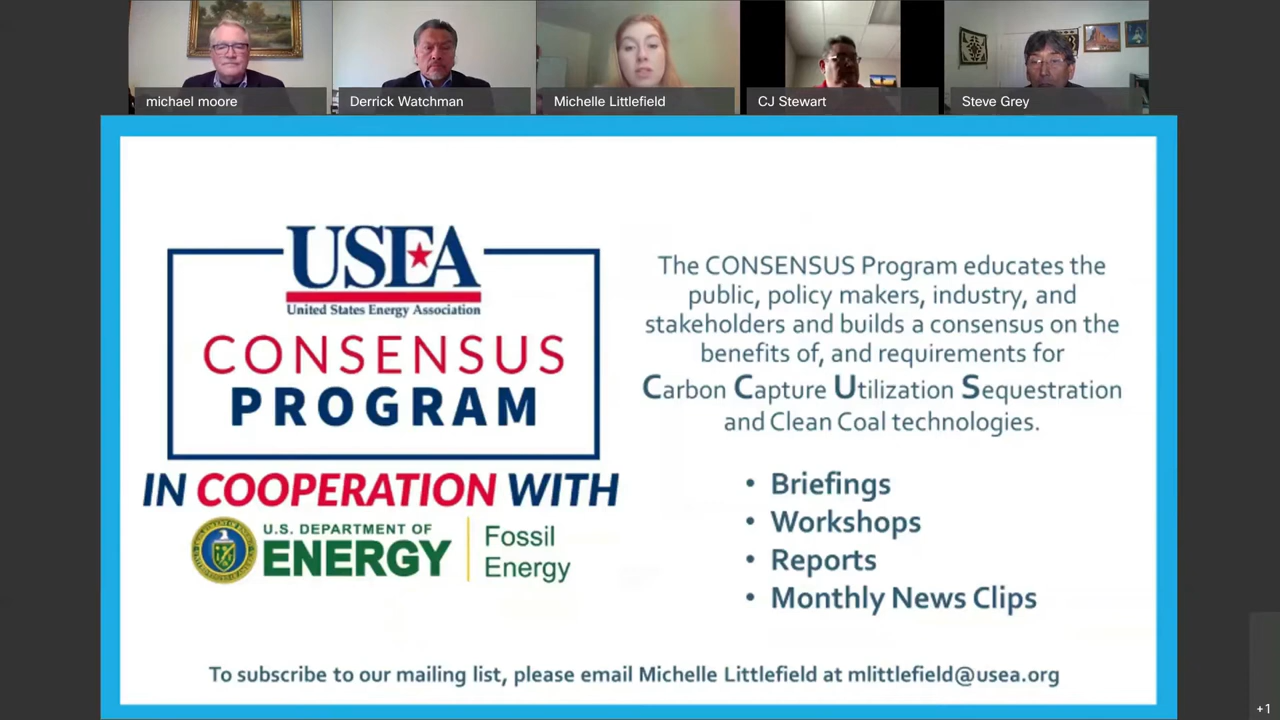 michael moore
Derrick Watchman
Michelle Littlefield
CJ Stewart
Steve Grey
USEA
United States Energy Association
CONSENSUS
PROGRAM
IN COOPERATION WITH
U.S. DEPARTMENT OF
ENERGY
Fossil
Energy
The CONSENSUS Program educates the
public, policy makers, industry, and
stakeholders and builds a consensus on the
benefits of, and requirements for
Carbon Capture Utilization Sequestration
and Clean Coal technologies.
• Briefings
• Workshops
• Reports
• Monthly News Clips
To subscribe to our mailing list, please email Michelle Littlefield at mlittlefield@usea.org
+1